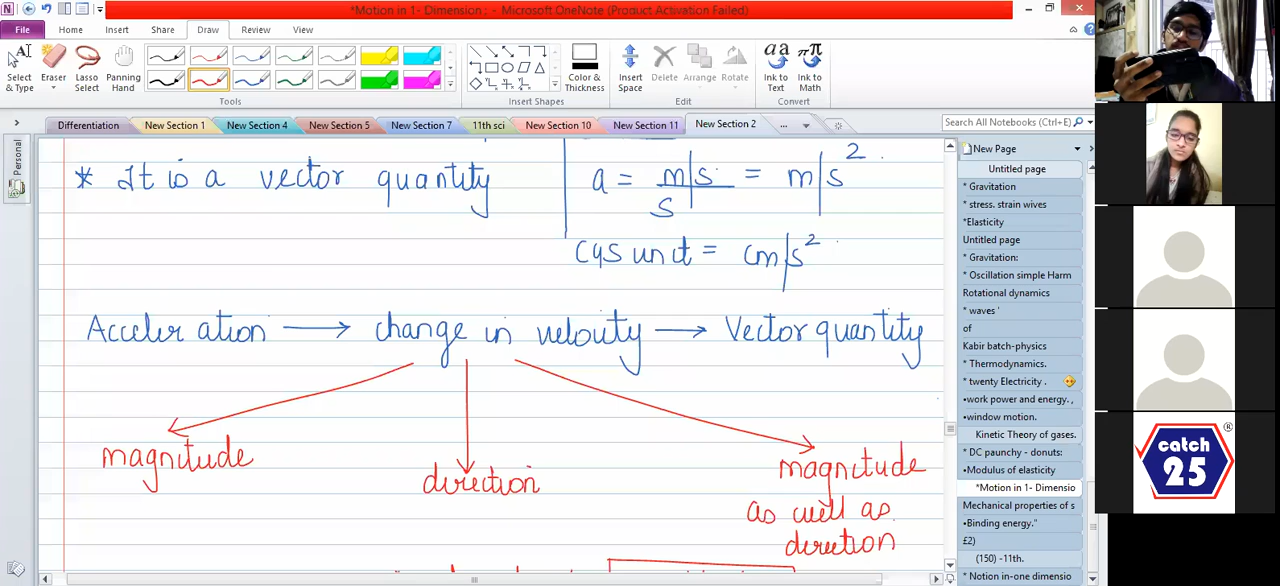 *Motion in 1- Dimension : - Microsoft OneNote (Product Activation Failed)
File Home Insert Share Draw Review View
Select & Type
Eraser
Lasso Select
Panning Hand
Color & Thickness
Insert Space
Delete
Arrange
Rotate
Ink to Text
Ink to Math
Tools Insert Shapes Edit Convert
Differentiation New Section 1 New Section 4 New Section 5 New Section 7 11th sci New Section 10 New Section 11 New Section 2 ...
Search All Notebooks (Ctrl+E)
Personal
* It is a vector quantity
a = m/s / s = m/s²
cgs unit = cm/s²
Acceleration → change in velocity → Vector quantity
magnitude
direction
magnitude
as well as
direction
New Page
Untitled page
* Gravitation
* stress. strain wives
*Elasticity
Untitled page
* Gravitation:
* Oscillation simple Harm
Rotational dynamics
* waves '
of
Kabir batch-physics
* Thermodynamics.
* twenty Electricity .
•work power and energy. ,
•window motion.
Kinetic Theory of gases.
* DC paunchy - donuts:
•Modulus of elasticity
*Motion in 1- Dimensio
Mechanical properties of s
•Binding energy."
£2)
(150) -11th.
* Notion in-one dimensio
catch
25
®